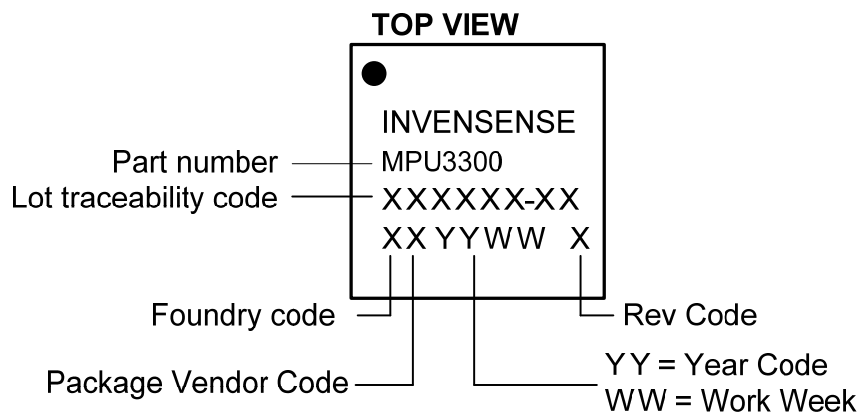 TOP VIEW
INVENSENSE
Part number
MPU3300
Lot traceability code
XXXXXX-XX
XX YYWW X
Foundry code
Rev Code
Package Vendor Code
YY = Year Code
WW = Work Week